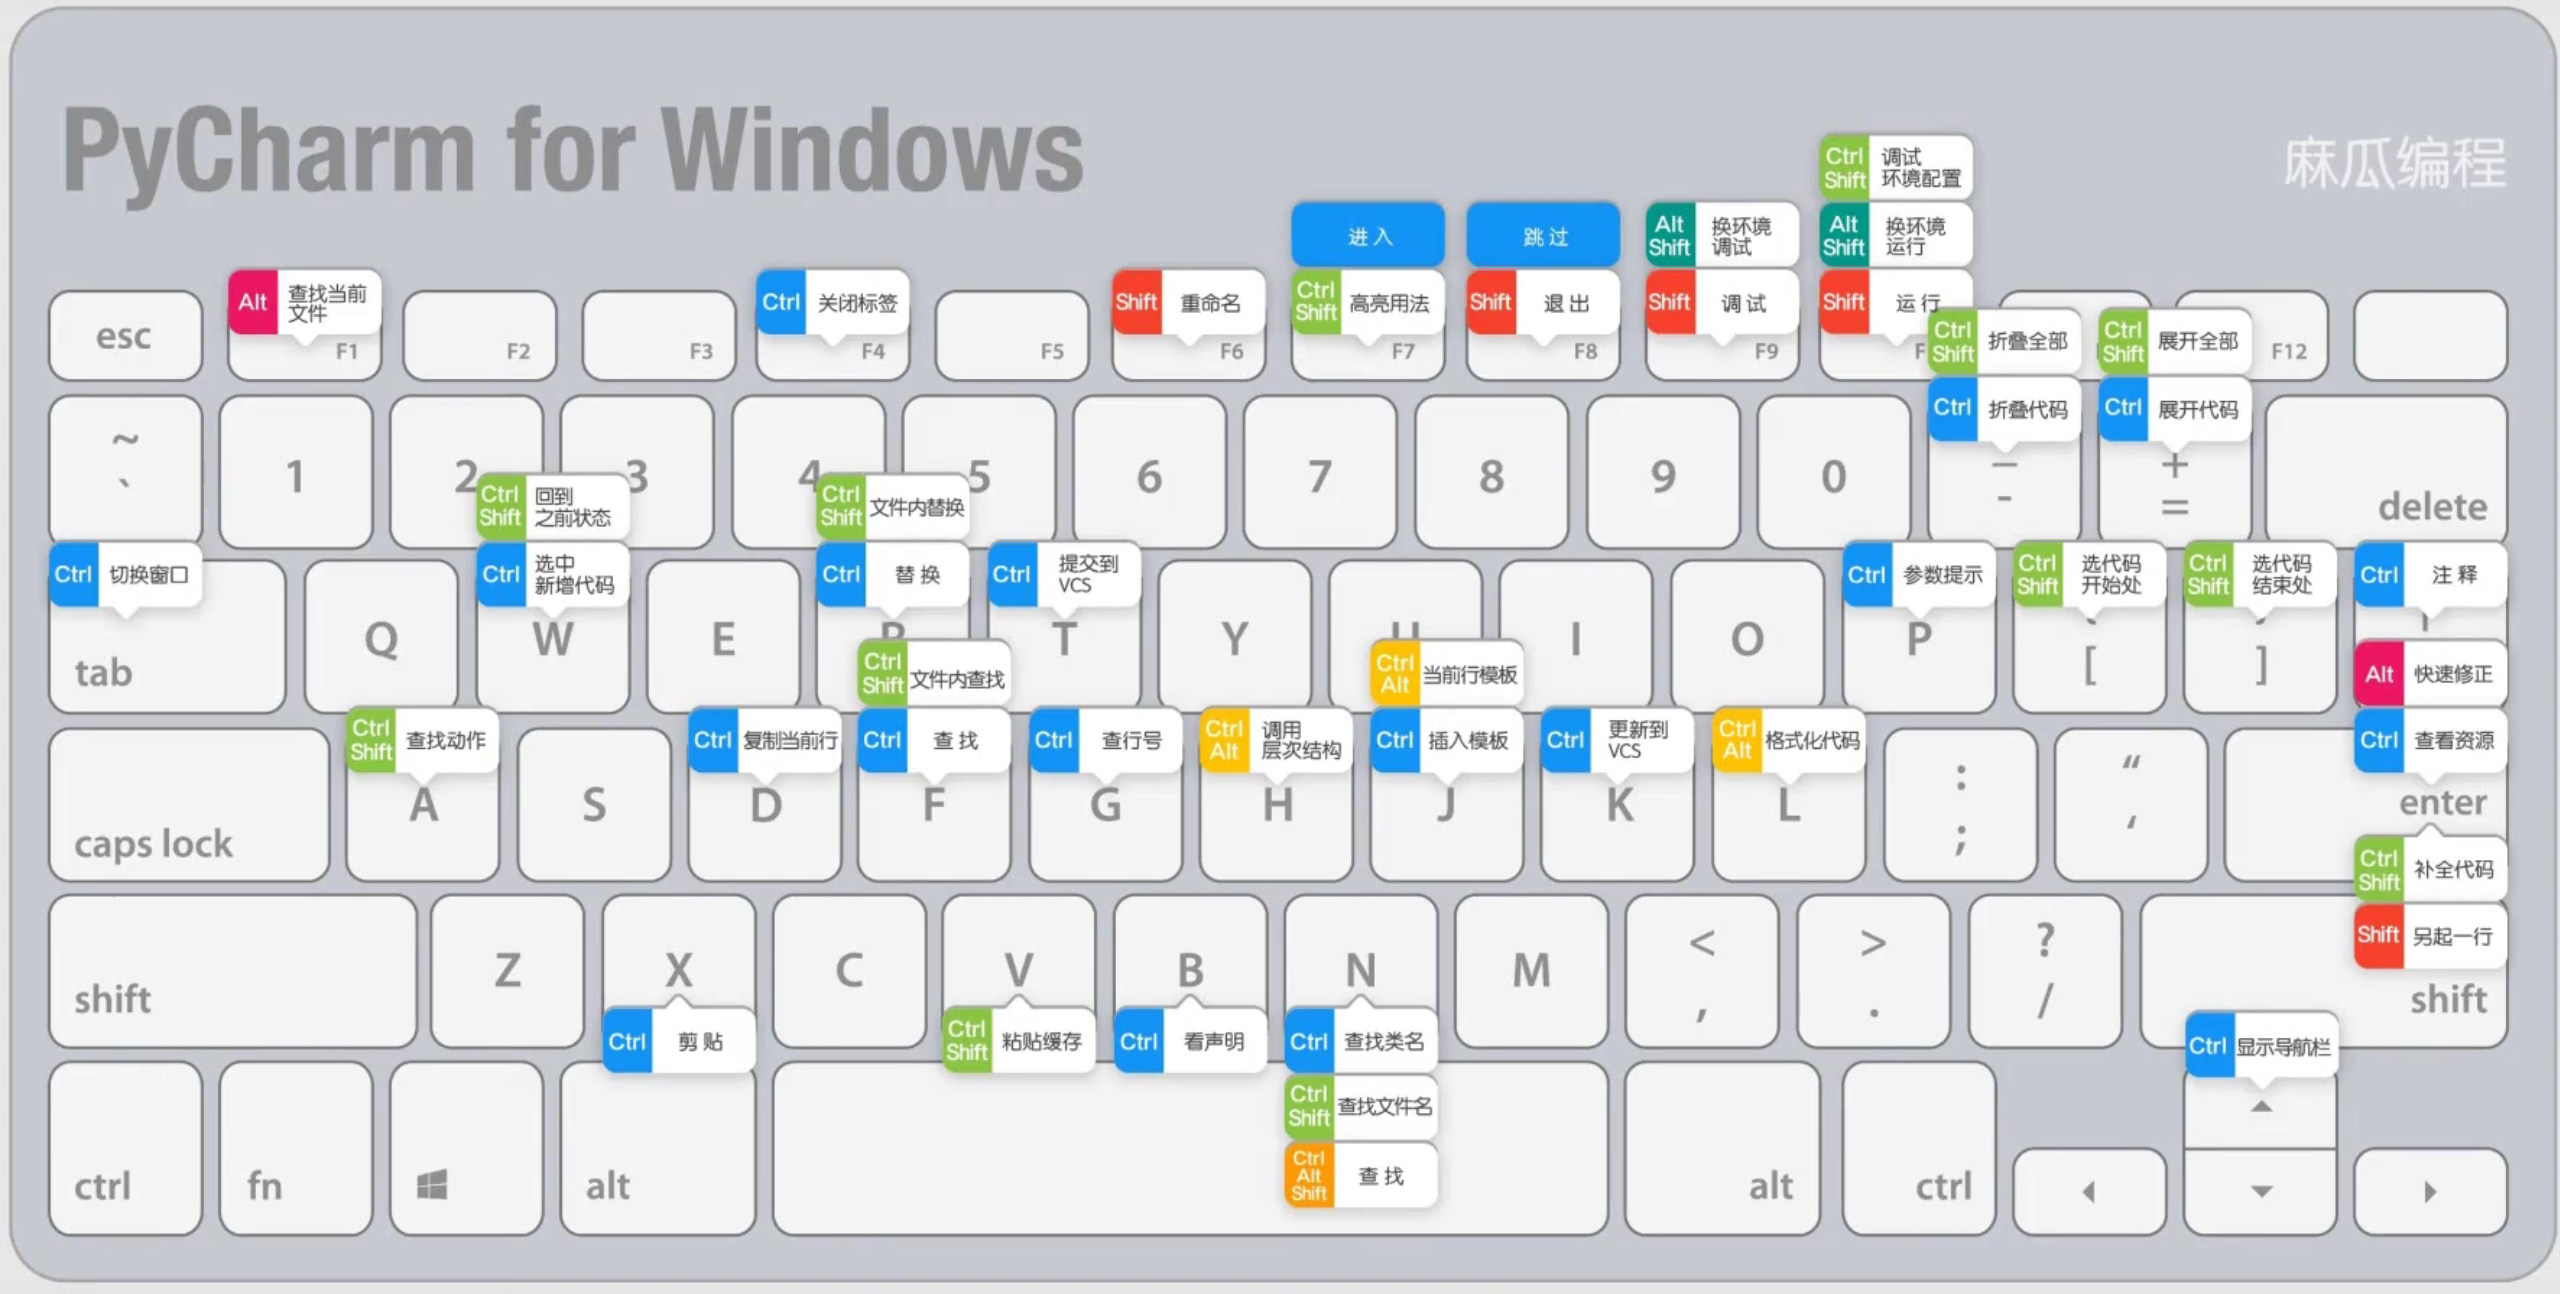 PyCharm for Windows
麻瓜编程
Ctrl
Shift
调试
环境配置
进入
跳过
Alt
Shift
换环境
调试
Alt
Shift
换环境
运行
Alt
查找当前
文件
Ctrl
关闭标签
Shift
重命名
Ctrl
Shift
高亮用法
Shift
退出
Shift
调试
Shift
运行
esc
F1
F2
F3
F4
F5
F6
F7
F8
F9
F
Ctrl
Shift
折叠全部
Ctrl
Shift
展开全部
F12
Ctrl
折叠代码
Ctrl
展开代码
~
`
1
2
3
4
5
6
7
8
9
0
–
-
+
=
delete
Ctrl
Shift
回到
之前状态
Ctrl
Shift
文件内替换
Ctrl
切换窗口
Ctrl
选中
新增代码
Ctrl
替换
Ctrl
提交到
VCS
Ctrl
参数提示
Ctrl
Shift
选代码
开始处
Ctrl
Shift
选代码
结束处
Ctrl
注释
tab
Q
W
E
T
Y
I
O
P
[
]
Ctrl
Shift
文件内查找
Ctrl
Alt
当前行模板
Alt
快速修正
Ctrl
Shift
查找动作
Ctrl
复制当前行
Ctrl
查找
Ctrl
查行号
Ctrl
Alt
调用
层次结构
Ctrl
插入模板
Ctrl
更新到
VCS
Ctrl
Alt
格式化代码
Ctrl
查看资源
caps lock
A
S
D
F
G
H
J
K
L
:
;
“
‘
enter
Ctrl
Shift
补全代码
Shift
另起一行
shift
Z
X
C
V
B
N
M
<
,
>
.
?
/
shift
Ctrl
剪贴
Ctrl
Shift
粘贴缓存
Ctrl
看声明
Ctrl
查找类名
Ctrl
显示导航栏
Ctrl
Shift
查找文件名
Ctrl
Alt
Shift
查找
ctrl
fn
alt
alt
ctrl